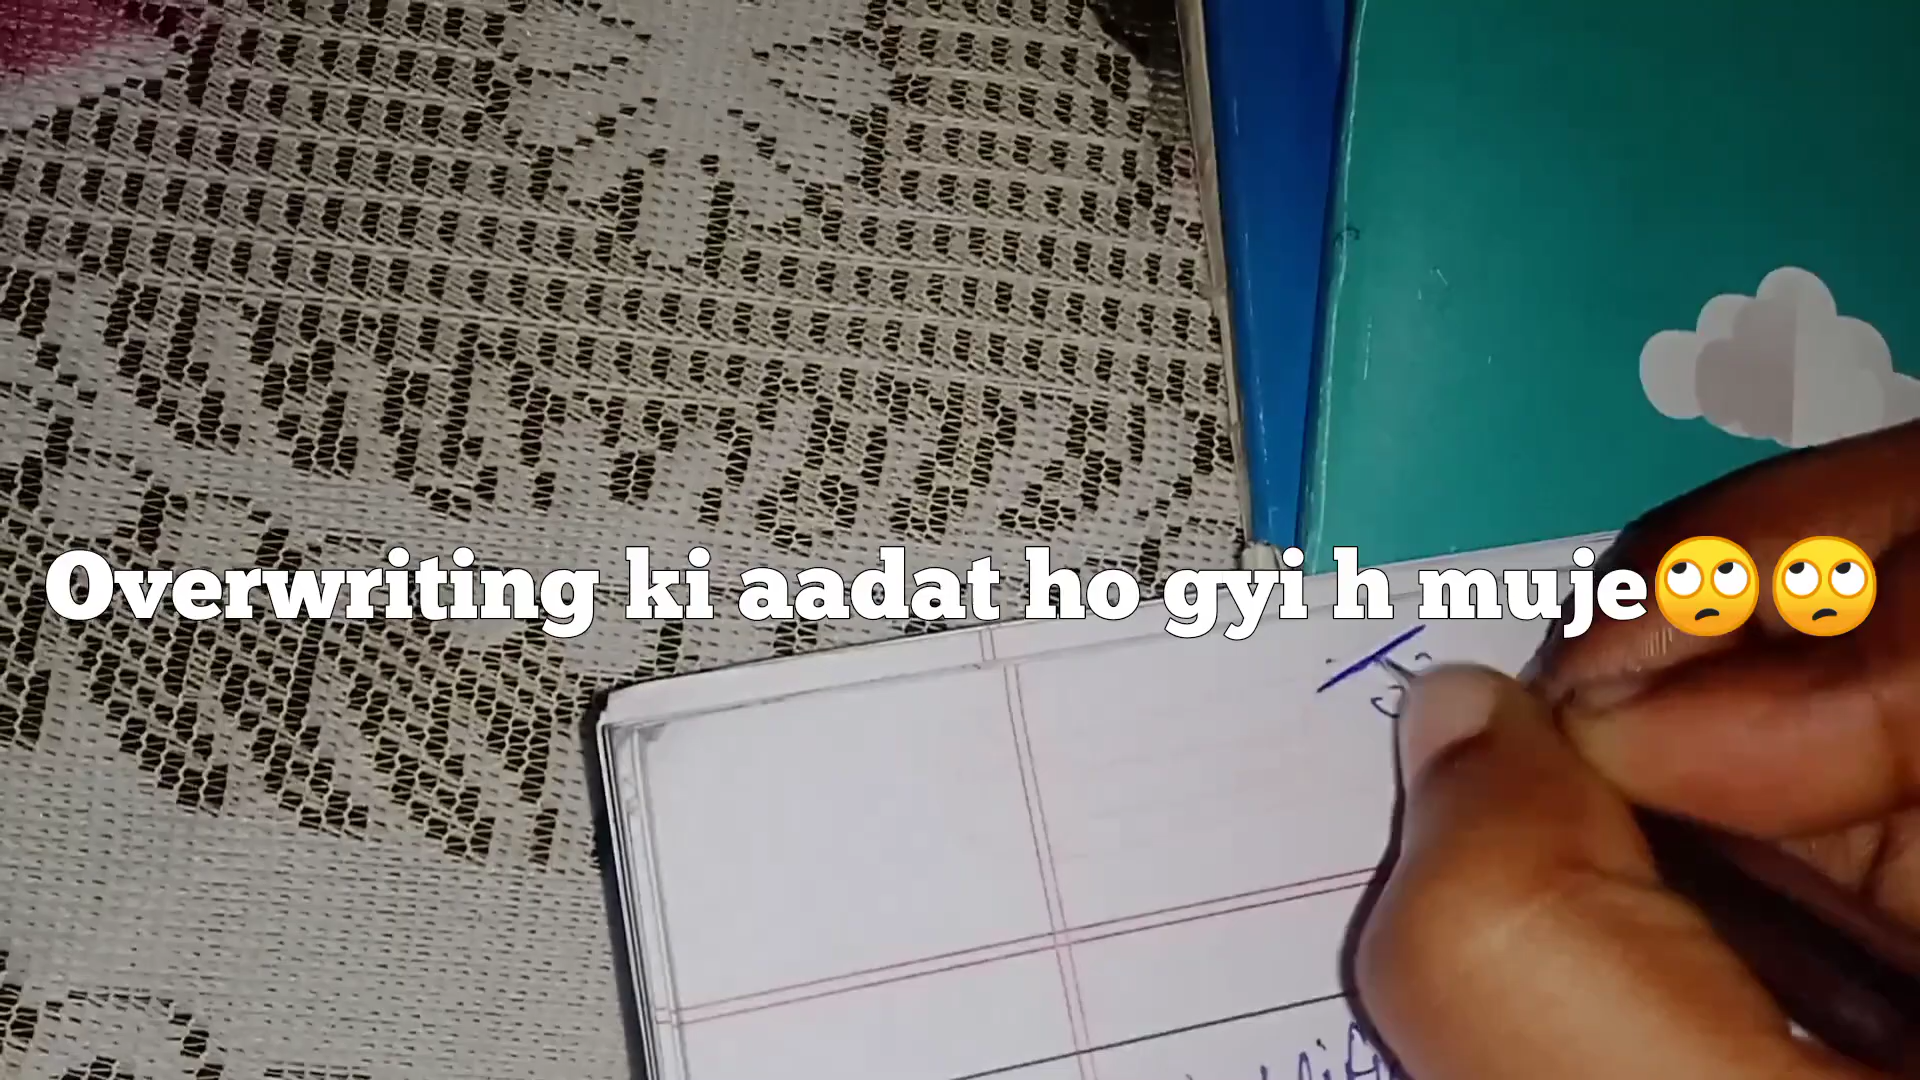 Overwriting ki aadat ho gyi h muje🙄🙄